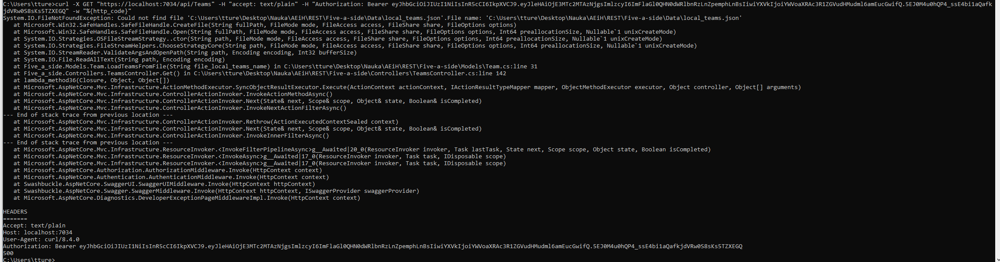 C:\Users\tture>curl -X GET "https://localhost:7034/api/Teams" -H "accept: text/plain" -H "Authorization: Bearer eyJhbGciOiJIUzI1NiIsInR5cCI6IkpXVCJ9.eyJleHAiOjE3MTc2MTAzNjgsImlzcyI6ImFlaGl0QHN0dWRlbnRzLnZpemphLnBsIiwiYXVkIjoiYWVoaXRAc3R1ZGVudHMudml6amEucGwifQ.5EJ0M4u0hQP4_ssE4bi1aQafk
jdVRw0S8sKs5TZXEGQ" -w "%{http_code}"
System.IO.FileNotFoundException: Could not find file 'C:\Users\tture\Desktop\Nauka\AEiH\REST\Five-a-side\Data\local_teams.json'.File name: 'C:\Users\tture\Desktop\Nauka\AEiH\REST\Five-a-side\Data\local_teams.json'
   at Microsoft.Win32.SafeHandles.SafeFileHandle.CreateFile(String fullPath, FileMode mode, FileAccess access, FileShare share, FileOptions options)
   at Microsoft.Win32.SafeHandles.SafeFileHandle.Open(String fullPath, FileMode mode, FileAccess access, FileShare share, FileOptions options, Int64 preallocationSize, Nullable`1 unixCreateMode)
   at System.IO.Strategies.OSFileStreamStrategy..ctor(String path, FileMode mode, FileAccess access, FileShare share, FileOptions options, Int64 preallocationSize, Nullable`1 unixCreateMode)
   at System.IO.Strategies.FileStreamHelpers.ChooseStrategyCore(String path, FileMode mode, FileAccess access, FileShare share, FileOptions options, Int64 preallocationSize, Nullable`1 unixCreateMode)
   at System.IO.StreamReader.ValidateArgsAndOpenPath(String path, Encoding encoding, Int32 bufferSize)
   at System.IO.File.ReadAllText(String path, Encoding encoding)
   at Five_a_side.Models.Team.LoadTeamsFromFile(String file_local_teams_name) in C:\Users\tture\Desktop\Nauka\AEiH\REST\Five-a-side\Models\Team.cs:line 31
   at Five_a_side.Controllers.TeamsController.Get() in C:\Users\tture\Desktop\Nauka\AEiH\REST\Five-a-side\Controllers\TeamsController.cs:line 142
   at lambda_method36(Closure, Object, Object[])
   at Microsoft.AspNetCore.Mvc.Infrastructure.ActionMethodExecutor.SyncObjectResultExecutor.Execute(ActionContext actionContext, IActionResultTypeMapper mapper, ObjectMethodExecutor executor, Object controller, Object[] arguments)
   at Microsoft.AspNetCore.Mvc.Infrastructure.ControllerActionInvoker.InvokeActionMethodAsync()
   at Microsoft.AspNetCore.Mvc.Infrastructure.ControllerActionInvoker.Next(State& next, Scope& scope, Object& state, Boolean& isCompleted)
   at Microsoft.AspNetCore.Mvc.Infrastructure.ControllerActionInvoker.InvokeNextActionFilterAsync()
--- End of stack trace from previous location ---
   at Microsoft.AspNetCore.Mvc.Infrastructure.ControllerActionInvoker.Rethrow(ActionExecutedContextSealed context)
   at Microsoft.AspNetCore.Mvc.Infrastructure.ControllerActionInvoker.Next(State& next, Scope& scope, Object& state, Boolean& isCompleted)
   at Microsoft.AspNetCore.Mvc.Infrastructure.ControllerActionInvoker.InvokeInnerFilterAsync()
--- End of stack trace from previous location ---
   at Microsoft.AspNetCore.Mvc.Infrastructure.ResourceInvoker.<InvokeFilterPipelineAsync>g__Awaited|20_0(ResourceInvoker invoker, Task lastTask, State next, Scope scope, Object state, Boolean isCompleted)
   at Microsoft.AspNetCore.Mvc.Infrastructure.ResourceInvoker.<InvokeAsync>g__Awaited|17_0(ResourceInvoker invoker, Task task, IDisposable scope)
   at Microsoft.AspNetCore.Mvc.Infrastructure.ResourceInvoker.<InvokeAsync>g__Awaited|17_0(ResourceInvoker invoker, Task task, IDisposable scope)
   at Microsoft.AspNetCore.Authorization.AuthorizationMiddleware.Invoke(HttpContext context)
   at Microsoft.AspNetCore.Authentication.AuthenticationMiddleware.Invoke(HttpContext context)
   at Swashbuckle.AspNetCore.SwaggerUI.SwaggerUIMiddleware.Invoke(HttpContext httpContext)
   at Swashbuckle.AspNetCore.Swagger.SwaggerMiddleware.Invoke(HttpContext httpContext, ISwaggerProvider swaggerProvider)
   at Microsoft.AspNetCore.Diagnostics.DeveloperExceptionPageMiddlewareImpl.Invoke(HttpContext context)

HEADERS
=======
Accept: text/plain
Host: localhost:7034
User-Agent: curl/8.4.0
Authorization: Bearer eyJhbGciOiJIUzI1NiIsInR5cCI6IkpXVCJ9.eyJleHAiOjE3MTc2MTAzNjgsImlzcyI6ImFlaGl0QHN0dWRlbnRzLnZpemphLnBsIiwiYXVkIjoiYWVoaXRAc3R1ZGVudHMudml6amEucGwifQ.5EJ0M4u0hQP4_ssE4bi1aQafkjdVRw0S8sKs5TZXEGQ
500
C:\Users\tture>